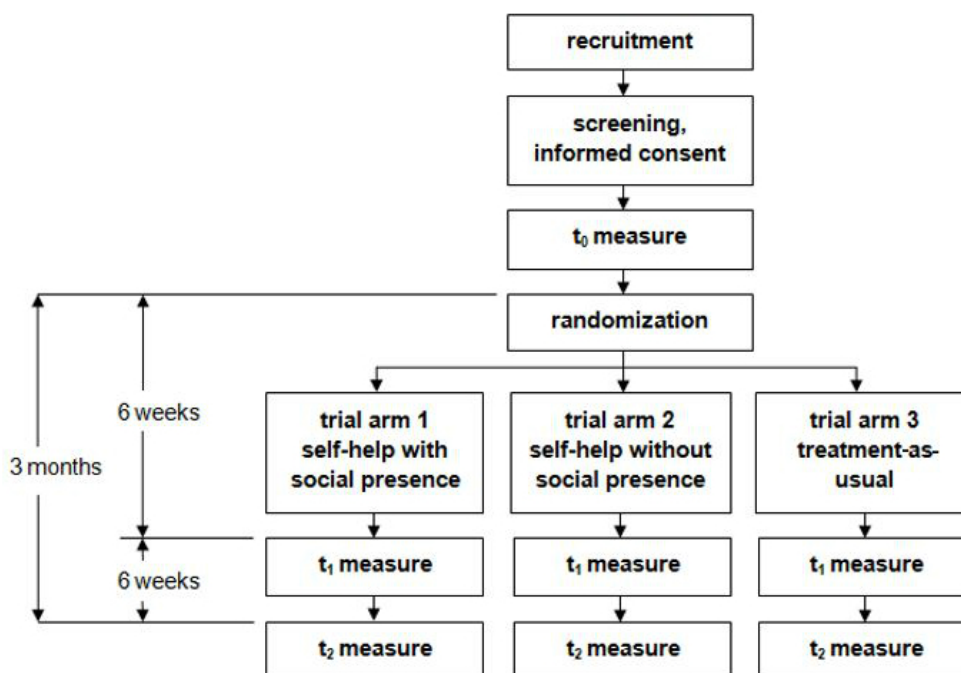 recruitment
screening,
informed consent
t₀ measure
randomization
6 weeks
3 months
trial arm 1
self-help with
social presence
trial arm 2
self-help without
social presence
trial arm 3
treatment-as-
usual
6 weeks
t₁ measure
t₁ measure
t₁ measure
t₂ measure
t₂ measure
t₂ measure